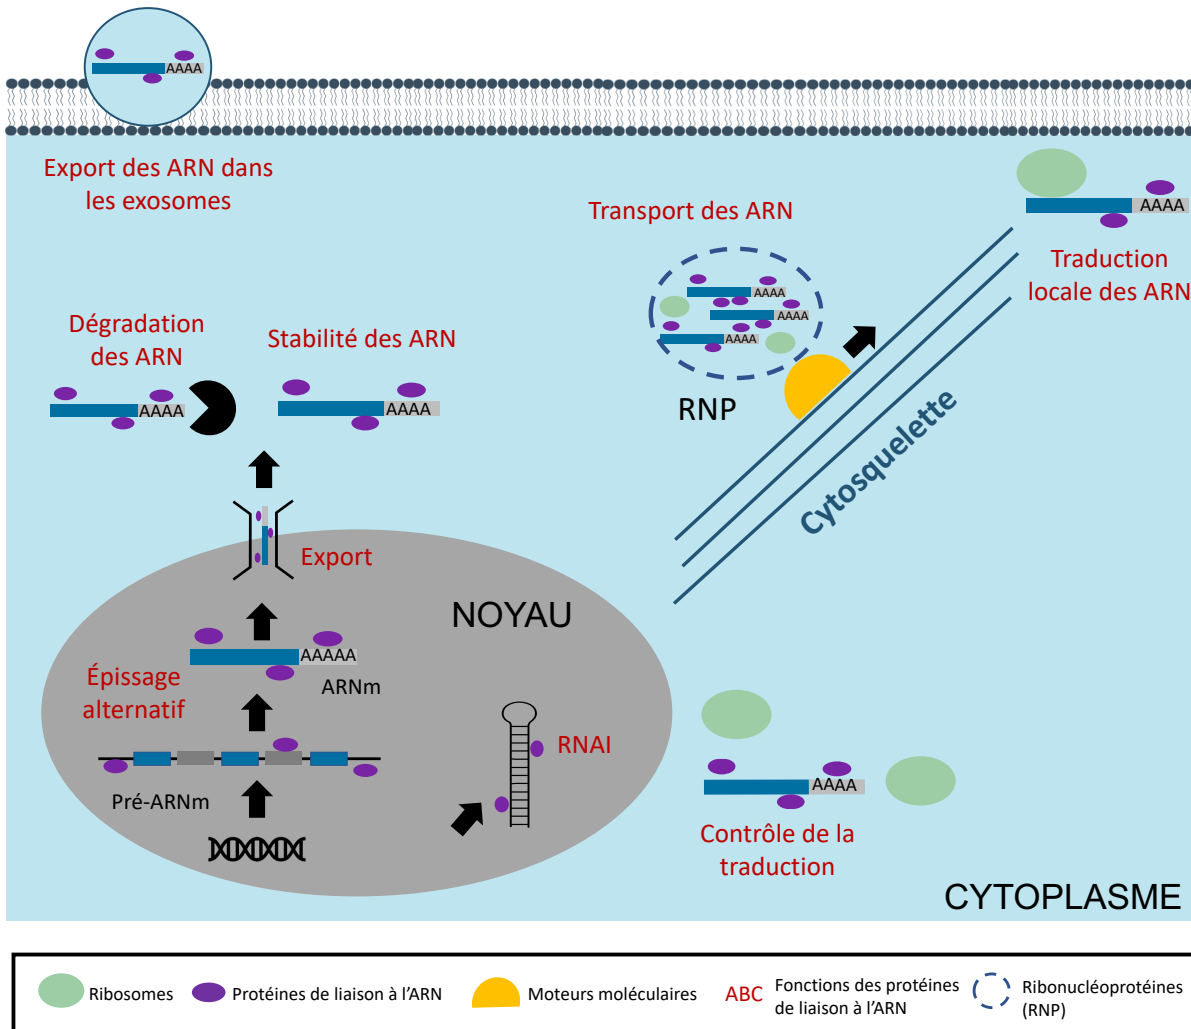 AAAA
Export des ARN dans
les exosomes
Transport des ARN
AAAA
AAAA
AAAA
RNP
AAAA
Traduction
locale des ARN
Dégradation
des ARN
AAAA
Stabilité des ARN
AAAA
Cytosquelette
Export
NOYAU
AAAAA
ARNm
Épissage
alternatif
Pré-ARNm
RNAI
AAAA
Contrôle de la
traduction
CYTOPLASME
Ribosomes
Protéines de liaison à l’ARN
Moteurs moléculaires
ABC
Fonctions des protéines
de liaison à l’ARN
Ribonucléoprotéines
(RNP)